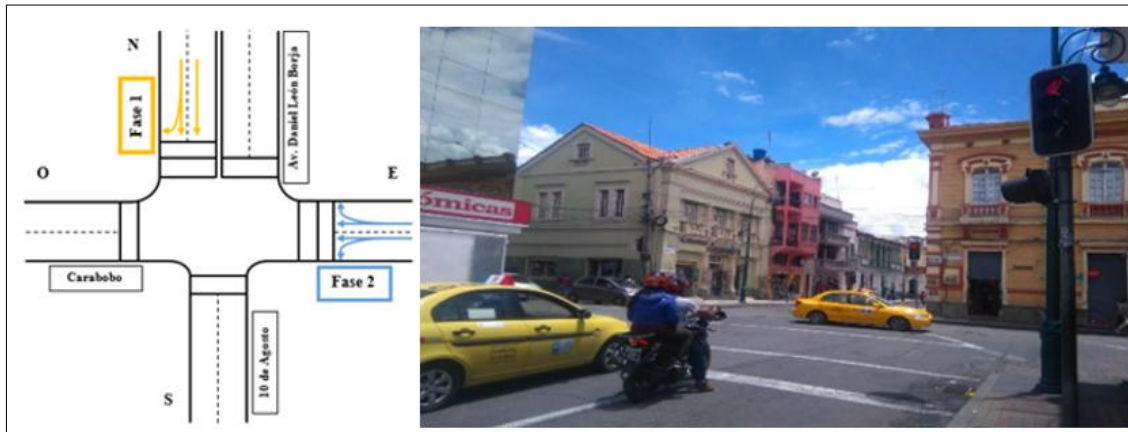 N
Fase 1
Av. Daniel León Borja
O
E
Carabobo
Fase 2
10 de Agosto
S
ómicas